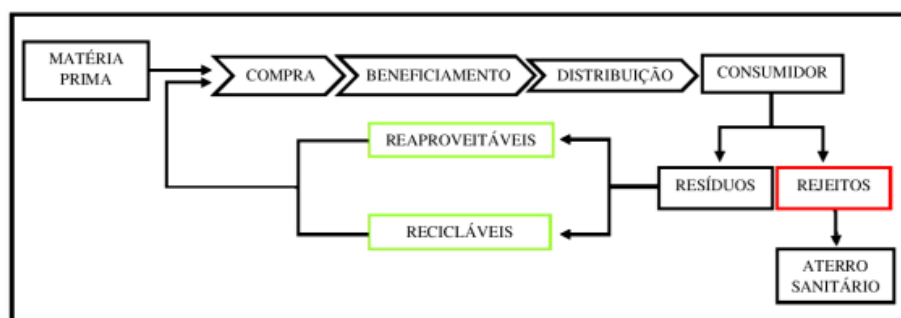 MATÉRIA
PRIMA
COMPRA
BENEFICIAMENTO
DISTRIBUIÇÃO
CONSUMIDOR
REAPROVEITÁVEIS
RESÍDUOS
REJEITOS
RECICLÁVEIS
ATERRO
SANITÁRIO